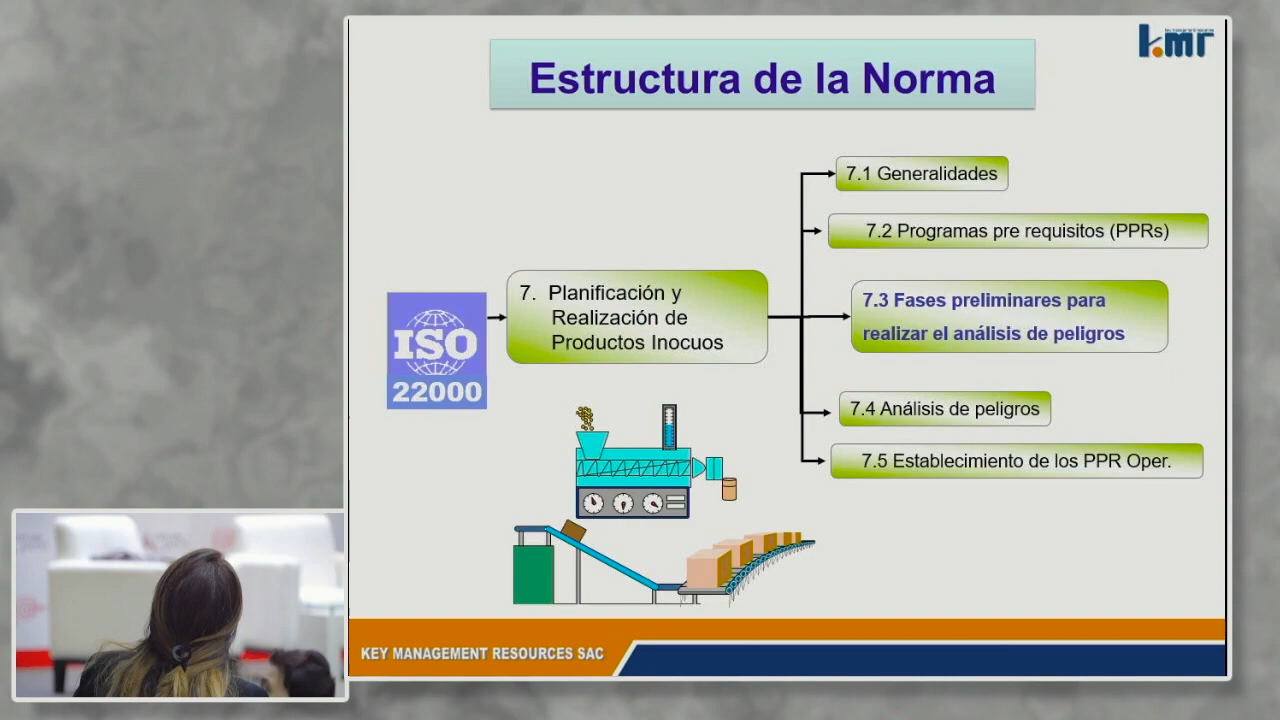 kmr
Estructura de la Norma
7.1 Generalidades
7.2 Programas pre requisitos (PPRs)
7. Planificación y
Realización de
Productos Inocuos
7.3 Fases preliminares para
realizar el análisis de peligros
ISO
22000
7.4 Análisis de peligros
7.5 Establecimiento de los PPR Oper.
KEY MANAGEMENT RESOURCES SAC